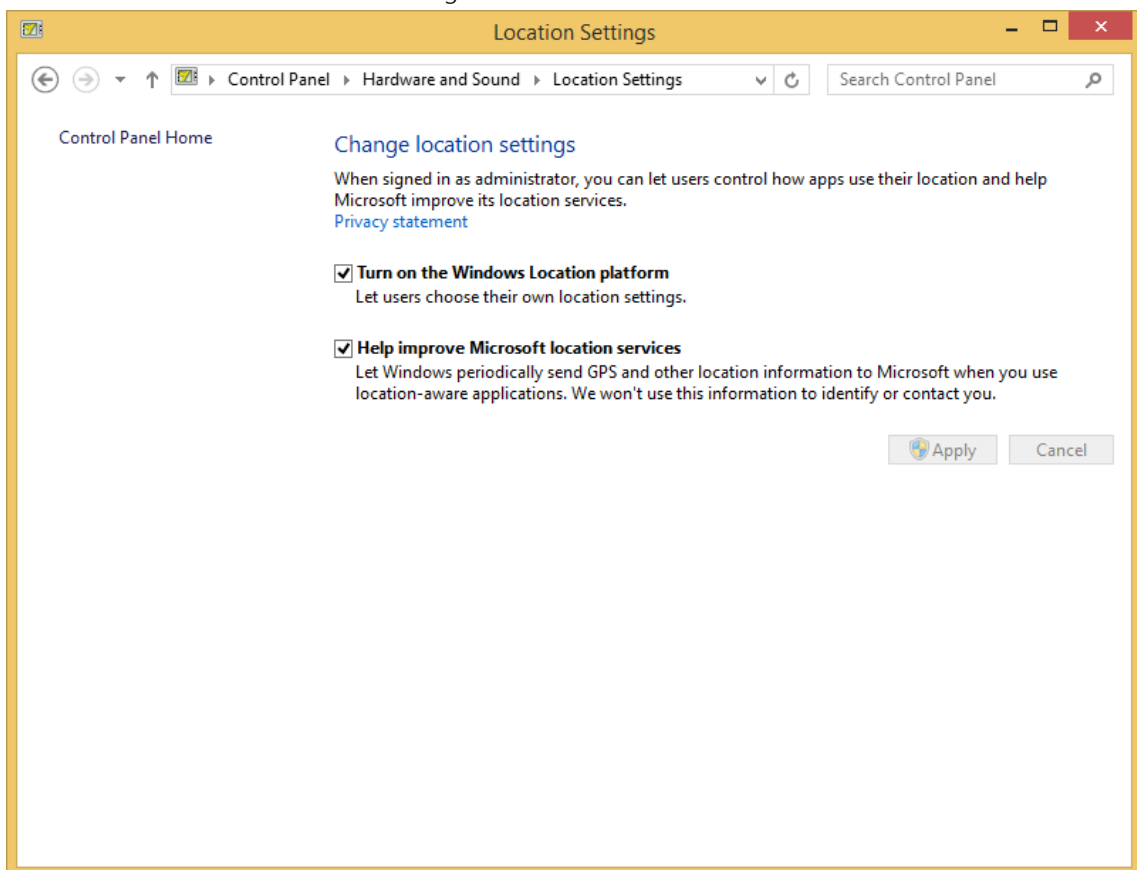 Location Settings
Control Panel Hardware and Sound Location Settings Search Control Panel
Control Panel Home
Change location settings
When signed in as administrator, you can let users control how apps use their location and help
Microsoft improve its location services.
Privacy statement
Turn on the Windows Location platform
Let users choose their own location settings.
Help improve Microsoft location services
Let Windows periodically send GPS and other location information to Microsoft when you use
location-aware applications. We won't use this information to identify or contact you.
Apply Cancel